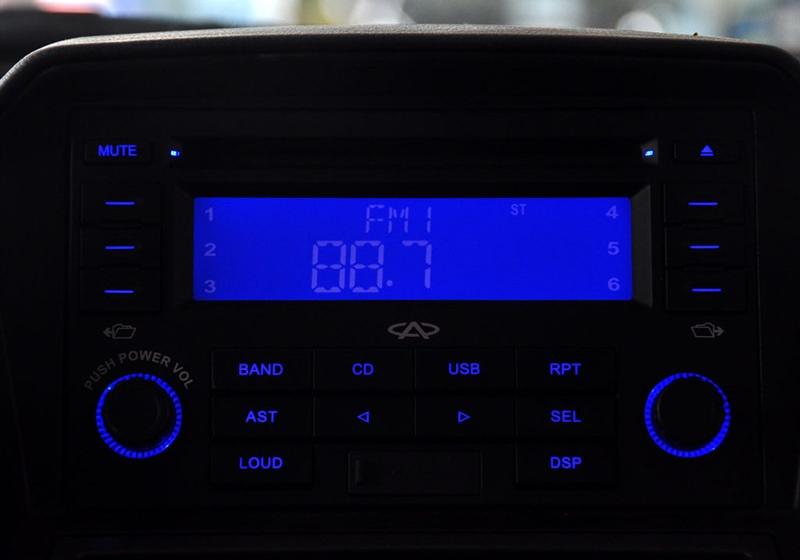 MUTE
1 FM1 ST 4
2 88.7 5
3 6
PUSH POWER VOL
BAND CD USB RPT
AST SEL
LOUD DSP